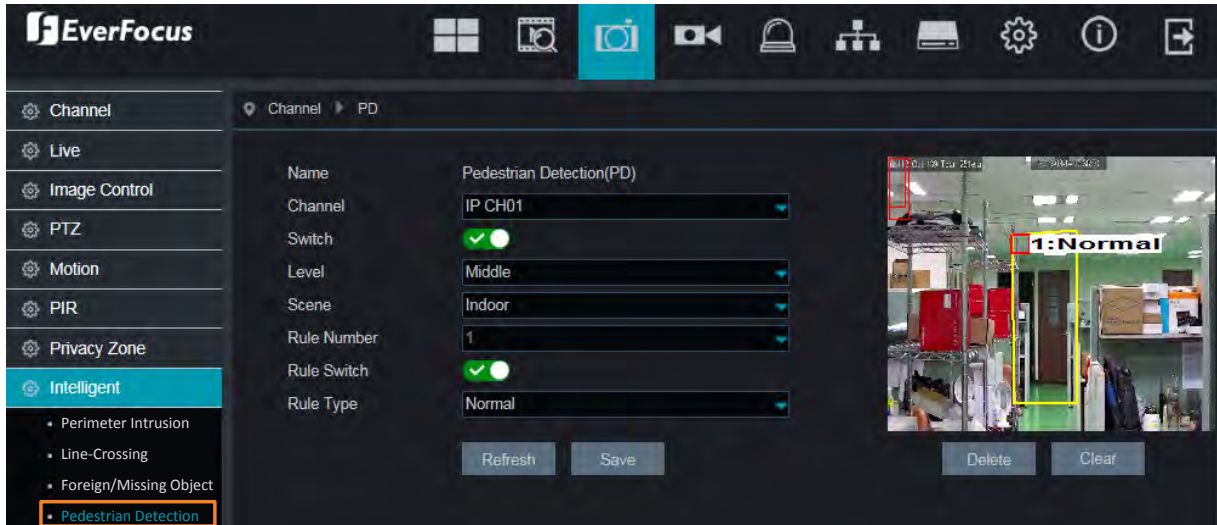 EverFocus
Channel
Live
Image Control
PTZ
Motion
PIR
Privacy Zone
Intelligent
Perimeter Intrusion
Line-Crossing
Foreign/Missing Object
Pedestrian Detection
Channel PD
Name Pedestrian Detection(PD)
Channel IP CH01
Switch
Level Middle
Scene Indoor
Rule Number 1
Rule Switch
Rule Type Normal
Refresh Save
1:Normal
Delete Clear